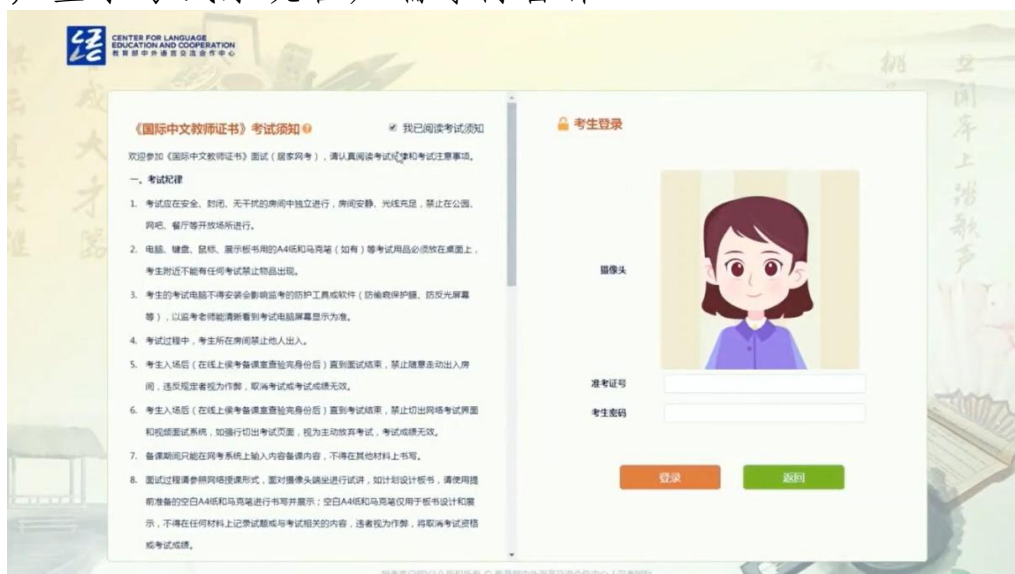 CENTER FOR LANGUAGE
EDUCATION AND COOPERATION
教育部中外语言交流合作中心
《国际中文教师证书》考试须知
我已阅读考试须知
欢迎参加《国际中文教师证书》面试（居家网考），请认真阅读考试纪律和考试注意事项。
一、考试纪律
1. 考试应在安全、封闭、无干扰的房间中独立进行，房间安静、光线充足，禁止在公园、
网吧、餐厅等开放场所进行。
2. 电脑、键盘、鼠标、展示板书用的A4纸和马克笔（如有）等考试用品必须放在桌面上，
考生附近不能有任何考试禁止物品出现。
3. 考生的考试电脑不得安装会影响监考的防护工具或软件（防偷窥保护膜、防反光屏幕
等），以监考老师能清晰看到考试电脑屏幕显示为准。
4. 考试过程中，考生所在房间禁止他人出入。
5. 考生入场后（在线上候考备课室查验完身份后）直到面试结束，禁止随意走动出入房
间，违反规定者视为作弊，取消考试或考试成绩无效。
6. 考生入场后（在线上候考备课室查验完身份后）直到考试结束，禁止切出网络考试界面
和视频面试系统，如强行切出考试页面，视为主动放弃考试，考试成绩无效。
7. 备课期间只能在网考系统上输入内容备课内容，不得在其他材料上书写。
8. 面试过程请参照网络授课形式，面对摄像头端坐进行试讲，如计划设计板书，请使用提
前准备的空白A4纸和马克笔进行书写并展示；空白A4纸和马克笔仅用于板书设计和展
示，不得在任何材料上记录试题或与考试相关的内容，违者视为作弊，将取消考试资格
或考试成绩。
考生登录
摄像头
准考证号
考生密码
登录
返回